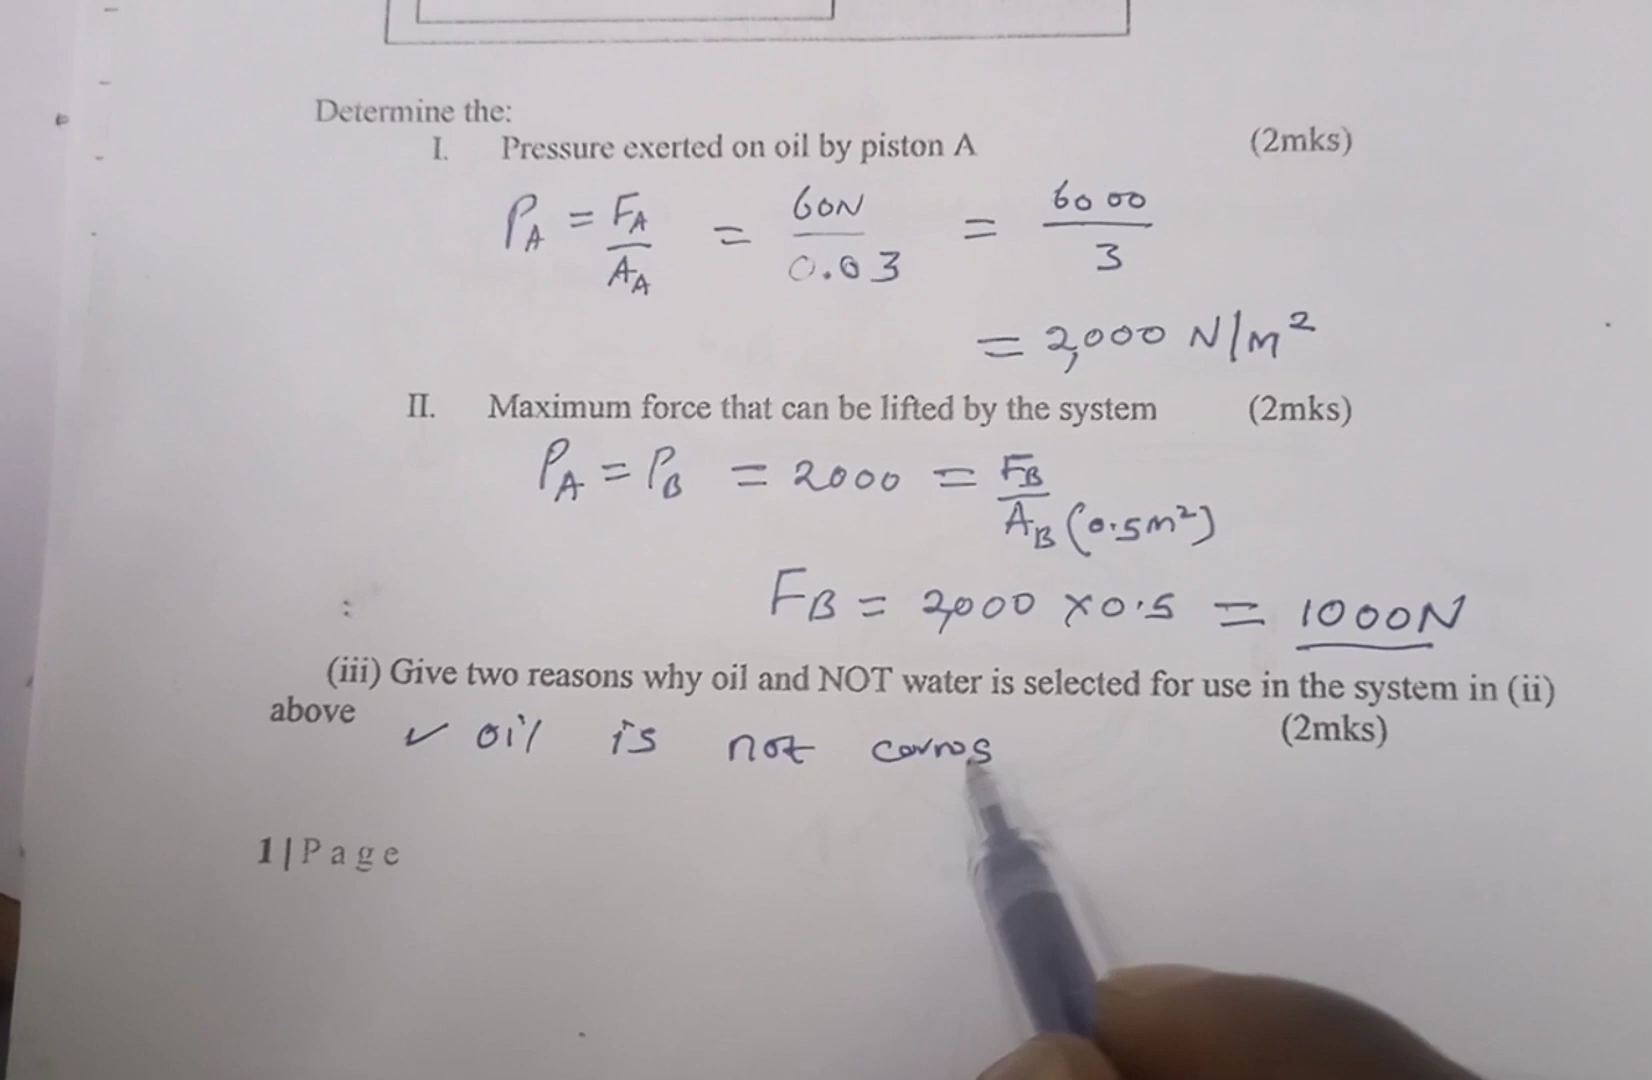 Determine the:
I. Pressure exerted on oil by piston A (2mks)
P_A = F_A / A_A = 60N / 0.03 = 6000 / 3
= 2,000 N/m²
II. Maximum force that can be lifted by the system (2mks)
P_A = P_B = 2000 = F_B / A_B (0.5m²)
F_B = 2,000 × 0.5 = 1000N
(iii) Give two reasons why oil and NOT water is selected for use in the system in (ii)
above (2mks)
✓ oil is not corros
1 | P a g e